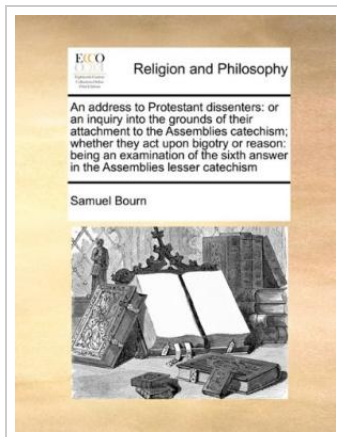 ECCO
Religion and Philosophy
An address to Protestant dissenters: or
an inquiry into the grounds of their
attachment to the Assemblies catechism;
whether they act upon bigotry or reason:
being an examination of the sixth answer
in the Assemblies lesser catechism
Samuel Bourn